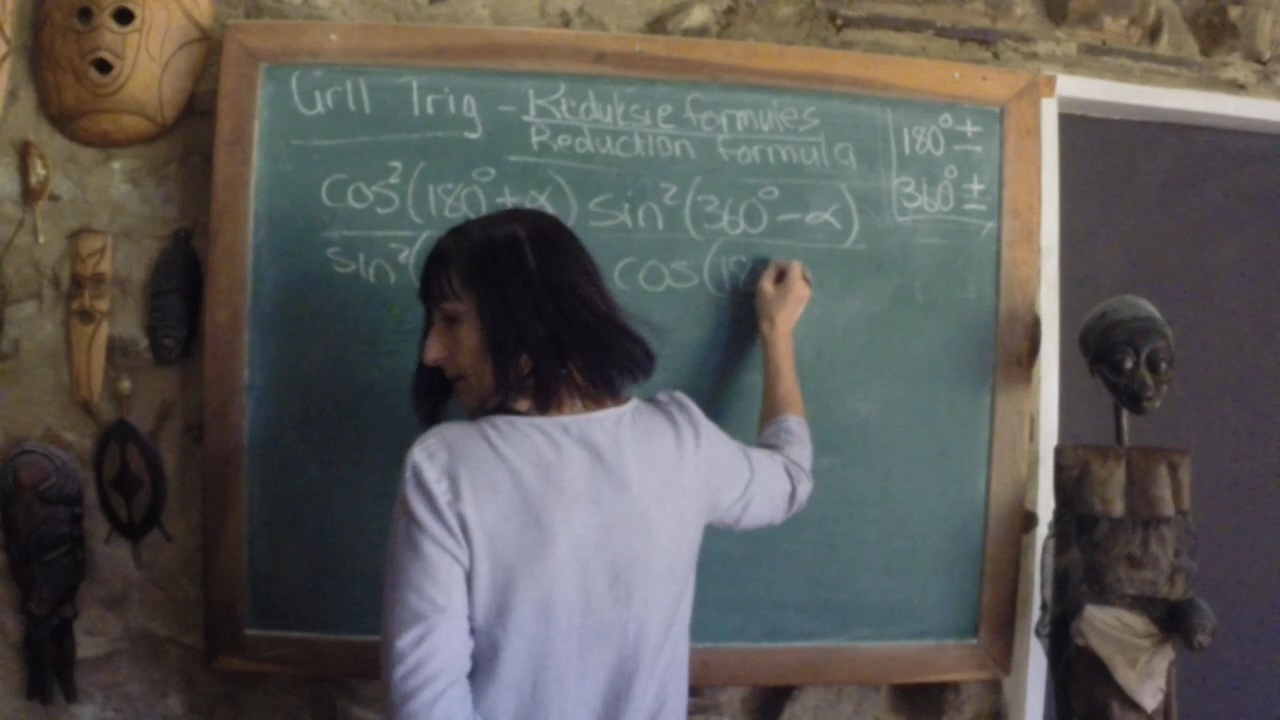 Gr11 Trig - Reduksie formules
Reduction formula
180° ±
360° ±
cos²(180° + α) sin²(360° - α)
sin²( cos(18